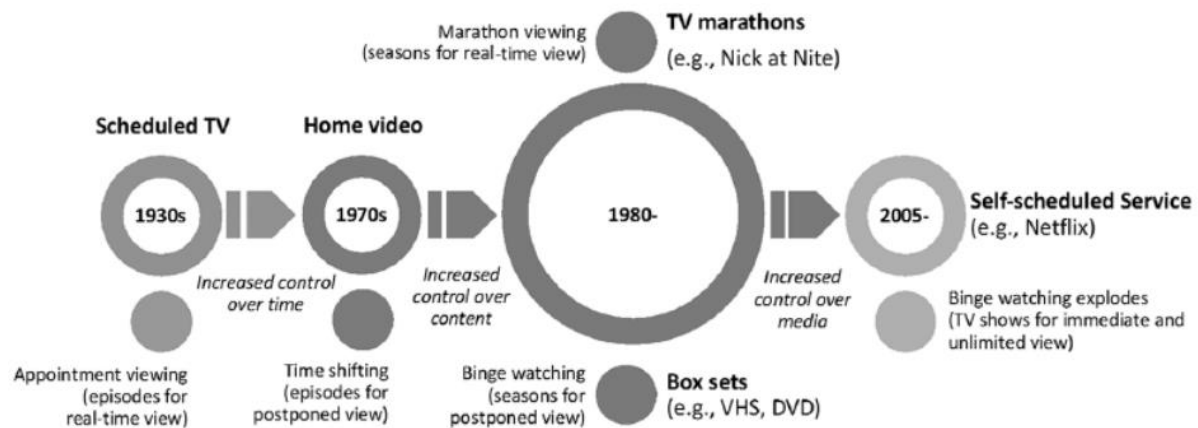 Marathon viewing
(seasons for real-time view)
TV marathons
(e.g., Nick at Nite)
Scheduled TV
Home video
1930s
1970s
1980-
2005-
Self-scheduled Service
(e.g., Netflix)
Increased control
over time
Increased
control over
content
Increased
control over
media
Appointment viewing
(episodes for
real-time view)
Time shifting
(episodes for
postponed view)
Binge watching
(seasons for
postponed view)
Box sets
(e.g., VHS, DVD)
Binge watching explodes
(TV shows for immediate and
unlimited view)